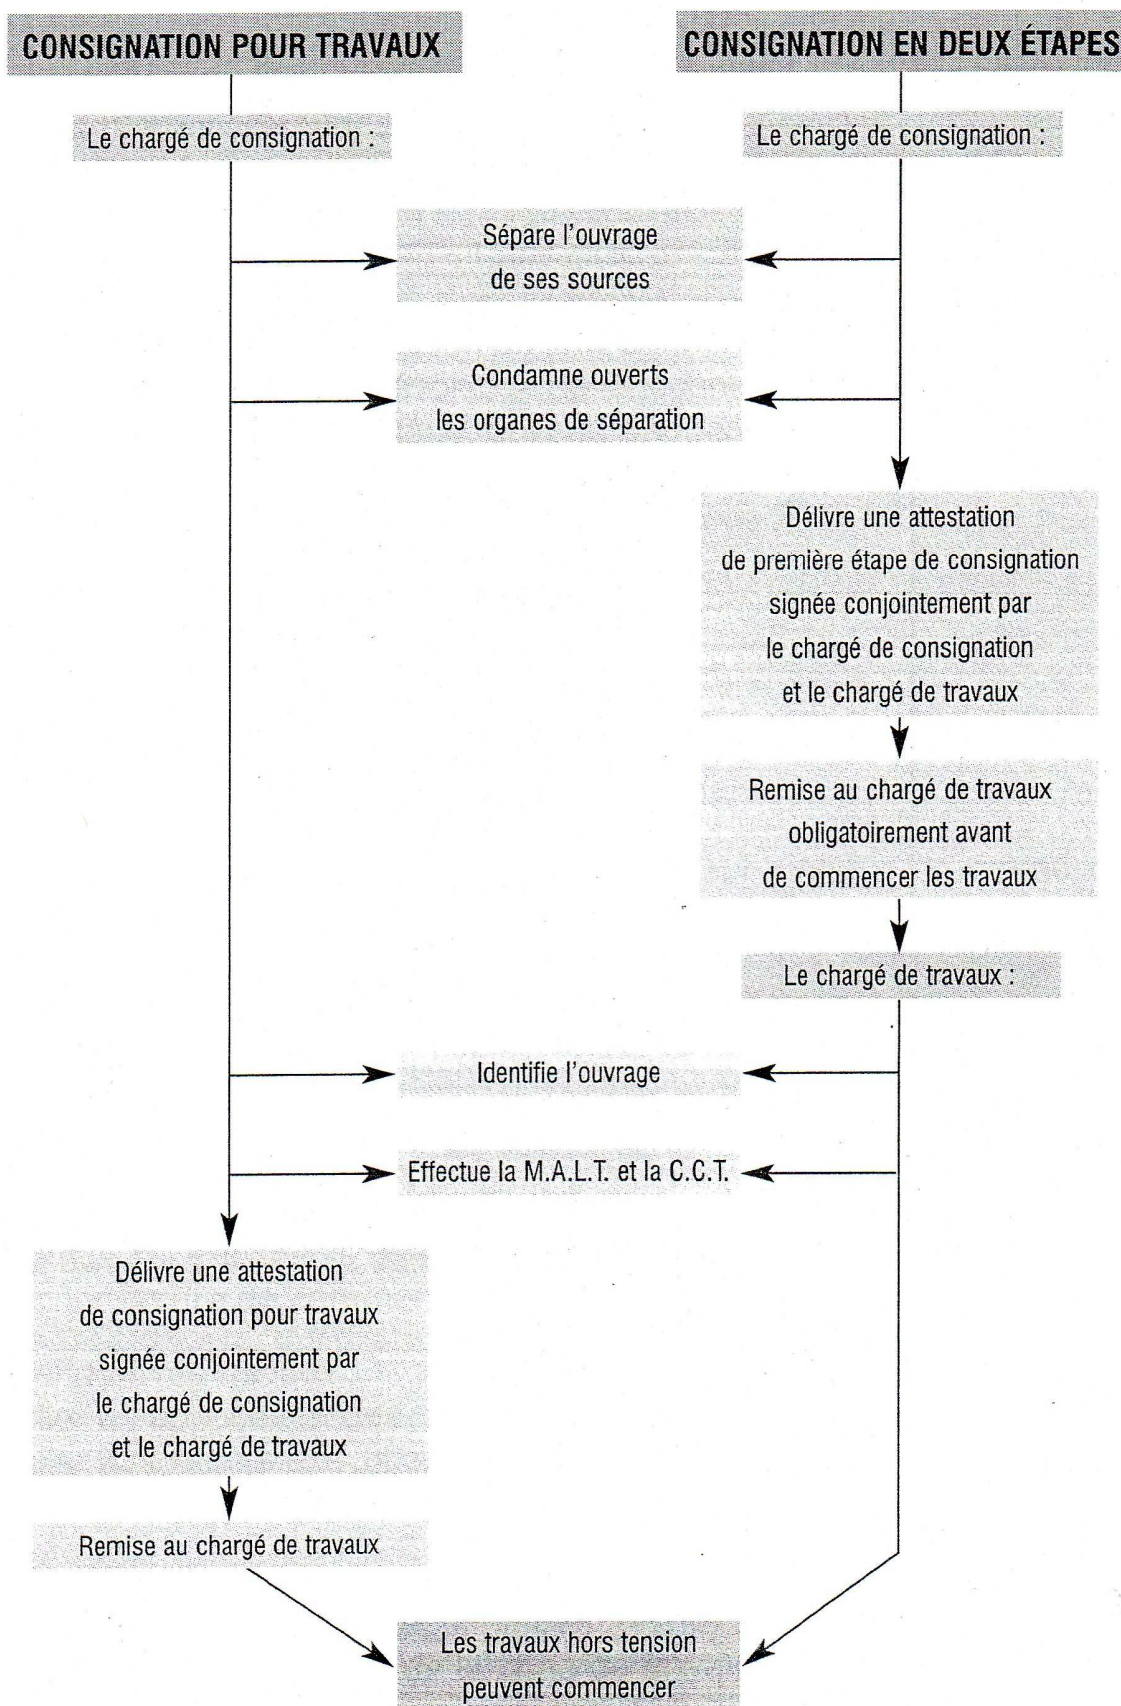 CONSIGNATION POUR TRAVAUX
CONSIGNATION EN DEUX ÉTAPES
Le chargé de consignation :
Le chargé de consignation :
Sépare l'ouvrage
de ses sources
Condamne ouverts
les organes de séparation
Délivre une attestation
de première étape de consignation
signée conjointement par
le chargé de consignation
et le chargé de travaux
Remise au chargé de travaux
obligatoirement avant
de commencer les travaux
Le chargé de travaux :
Identifie l'ouvrage
Effectue la M.A.L.T. et la C.C.T.
Délivre une attestation
de consignation pour travaux
signée conjointement par
le chargé de consignation
et le chargé de travaux
Remise au chargé de travaux
Les travaux hors tension
peuvent commencer